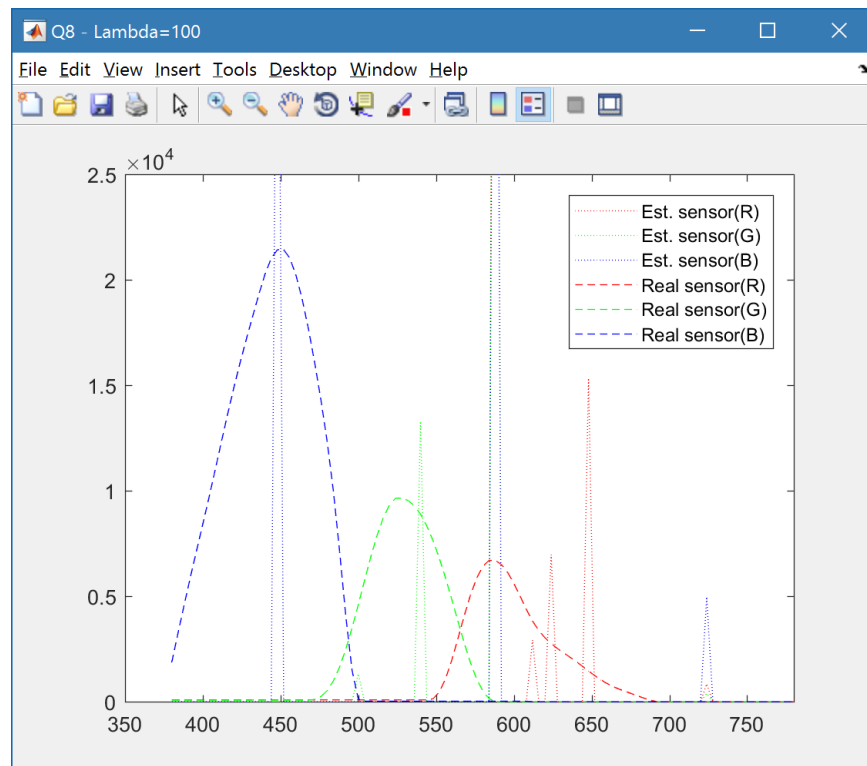 Q8 - Lambda=100
File Edit View Insert Tools Desktop Window Help
×10⁴
2.5
2
1.5
1
0.5
0
350 400 450 500 550 600 650 700 750
Est. sensor(R)
Est. sensor(G)
Est. sensor(B)
Real sensor(R)
Real sensor(G)
Real sensor(B)